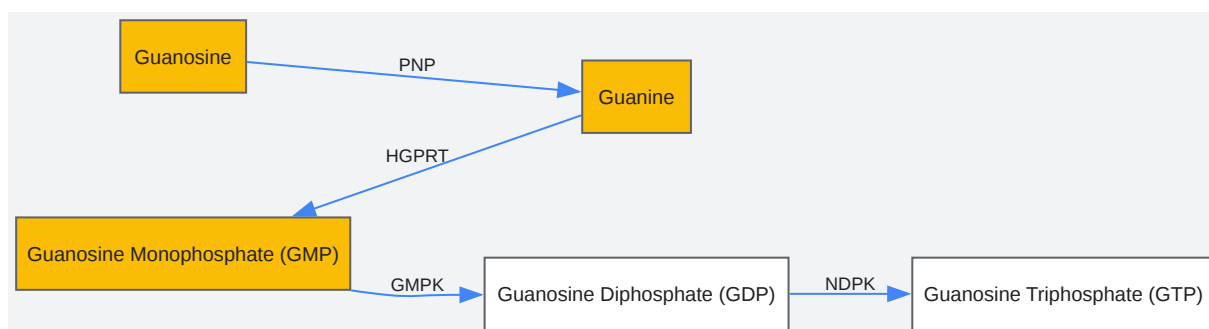 Guanosine
PNP
Guanine
HGPRT
Guanosine Monophosphate (GMP)
GMPK
Guanosine Diphosphate (GDP)
NDPK
Guanosine Triphosphate (GTP)